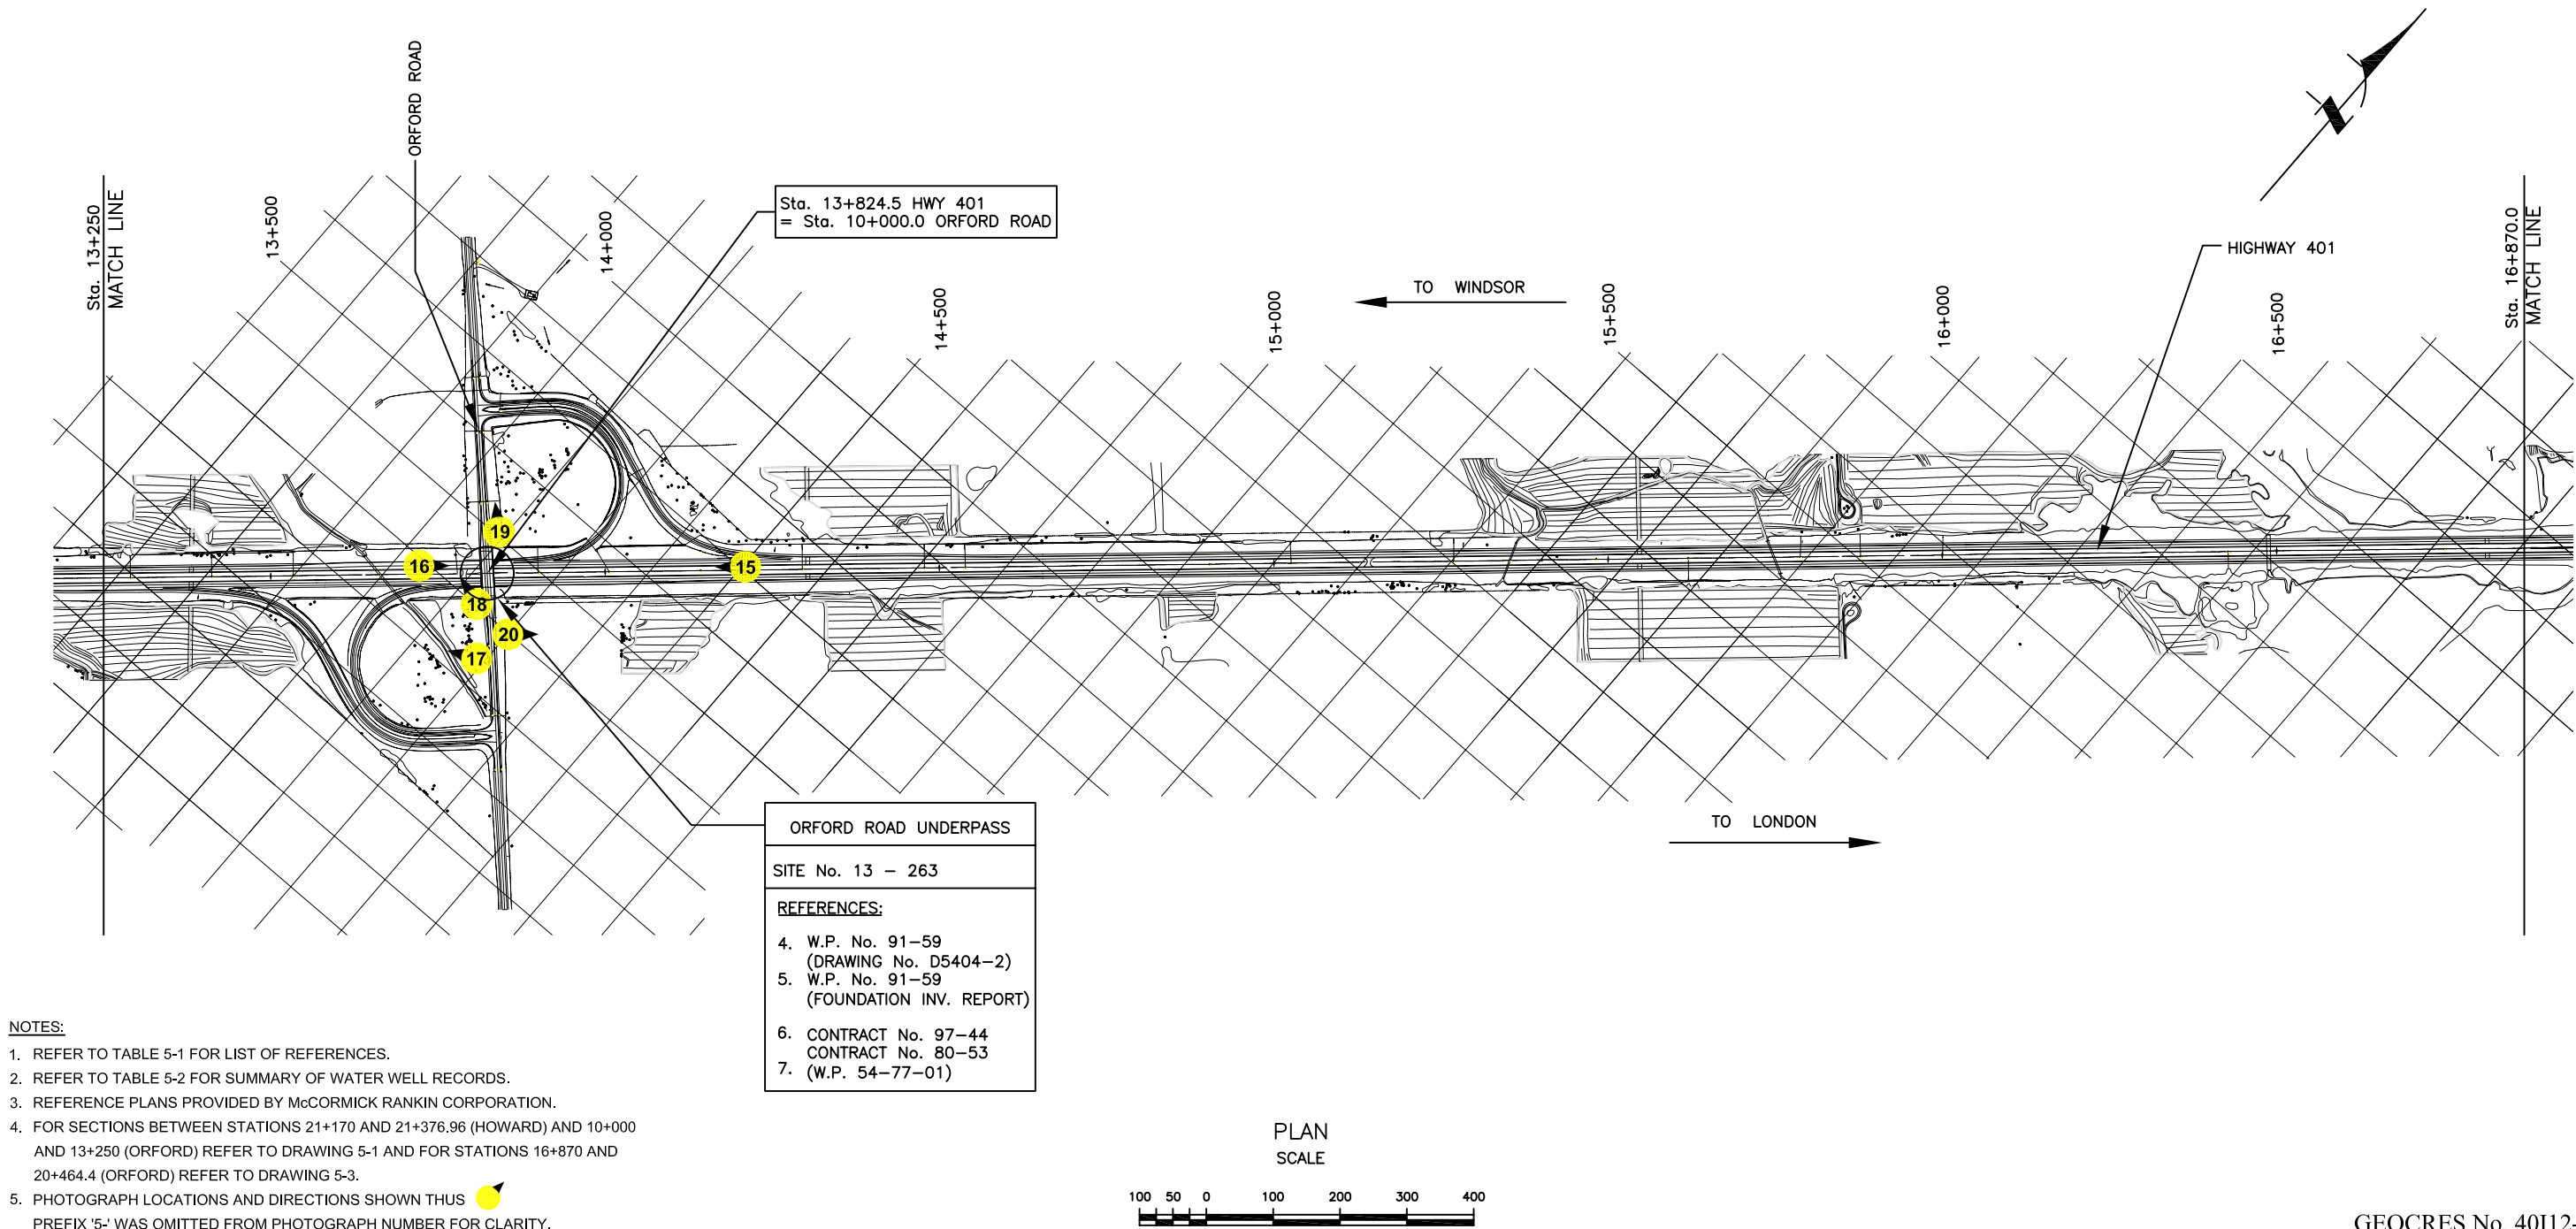 ORFORD ROAD
Sta. 13+250
MATCH LINE
13+500
14+000
Sta. 13+824.5 HWY 401
= Sta. 10+000.0 ORFORD ROAD
14+500
15+000
TO WINDSOR
15+500
16+000
HIGHWAY 401
16+500
Sta. 16+870.0
MATCH LINE
N
19
16
15
18
20
17
TO LONDON
ORFORD ROAD UNDERPASS
SITE No. 13 - 263
REFERENCES:
4. W.P. No. 91-59
(DRAWING No. D5404-2)
5. W.P. No. 91-59
(FOUNDATION INV. REPORT)
6. CONTRACT No. 97-44
CONTRACT No. 80-53
7. (W.P. 54-77-01)
NOTES:
1. REFER TO TABLE 5-1 FOR LIST OF REFERENCES.
2. REFER TO TABLE 5-2 FOR SUMMARY OF WATER WELL RECORDS.
3. REFERENCE PLANS PROVIDED BY McCORMICK RANKIN CORPORATION.
4. FOR SECTIONS BETWEEN STATIONS 21+170 AND 21+376.96 (HOWARD) AND 10+000
AND 13+250 (ORFORD) REFER TO DRAWING 5-1 AND FOR STATIONS 16+870 AND
20+464.4 (ORFORD) REFER TO DRAWING 5-3.
5. PHOTOGRAPH LOCATIONS AND DIRECTIONS SHOWN THUS
PREFIX '5-' WAS OMITTED FROM PHOTOGRAPH NUMBER FOR CLARITY.
PLAN
SCALE
100 50 0 100 200 300 400
GEOCRES No. 40I12-